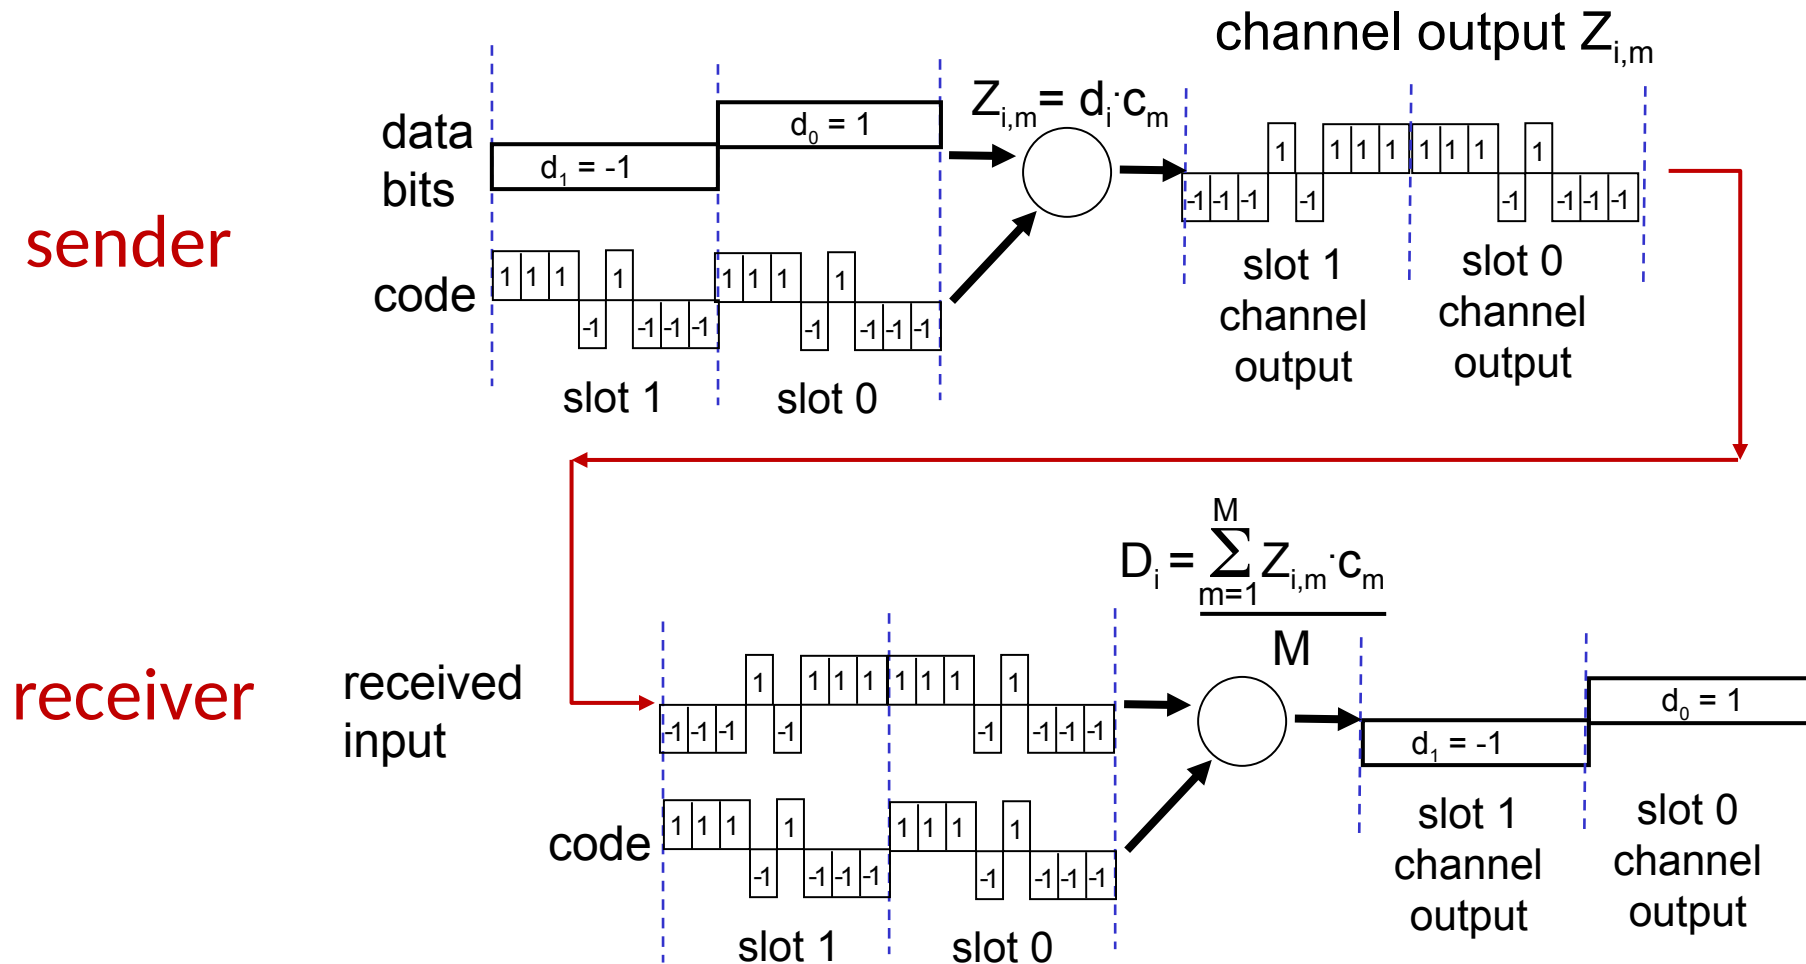 channel output Z_i,m
Z_i,m = d_i · c_m
data bits
d_1 = -1
d_0 = 1
1 1 1 -1 1 -1 -1 -1
1 1 1 -1 1 -1 -1 -1
code
slot 1
slot 0
sender
-1 -1 -1 1 -1 1 1 1
1 1 1 -1 1 -1 -1 -1
slot 1
channel
output
slot 0
channel
output
D_i = Σ_{m=1}^{M} Z_i,m · c_m
M
receiver
received
input
-1 -1 -1 1 -1 1 1 1
1 1 1 -1 1 -1 -1 -1
code
1 1 1 -1 1 -1 -1 -1
1 1 1 -1 1 -1 -1 -1
slot 1
slot 0
d_1 = -1
d_0 = 1
slot 1
channel
output
slot 0
channel
output